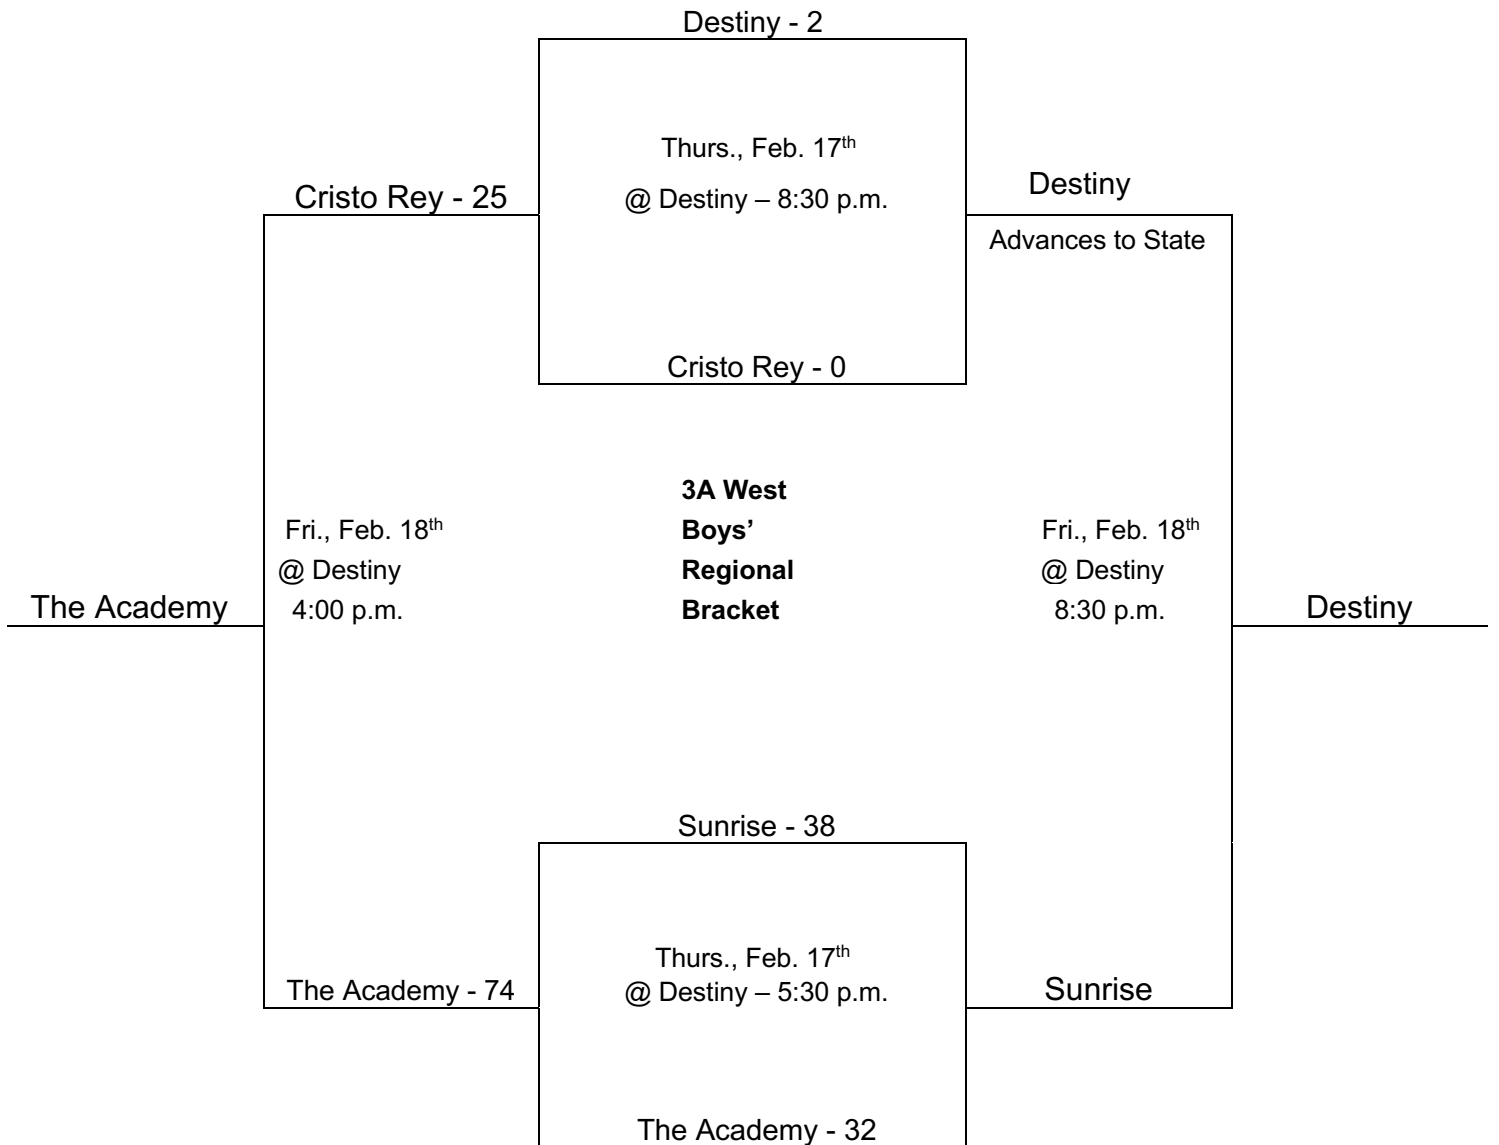 Destiny - 2
Thurs., Feb. 17th
@ Destiny – 8:30 p.m.
Cristo Rey - 25
Destiny
Advances to State
Cristo Rey - 0
3A West
Boys’
Regional
Bracket
Fri., Feb. 18th
@ Destiny
4:00 p.m.
Fri., Feb. 18th
@ Destiny
8:30 p.m.
The Academy
Destiny
Sunrise - 38
Thurs., Feb. 17th
@ Destiny – 5:30 p.m.
The Academy - 74
Sunrise
The Academy - 32